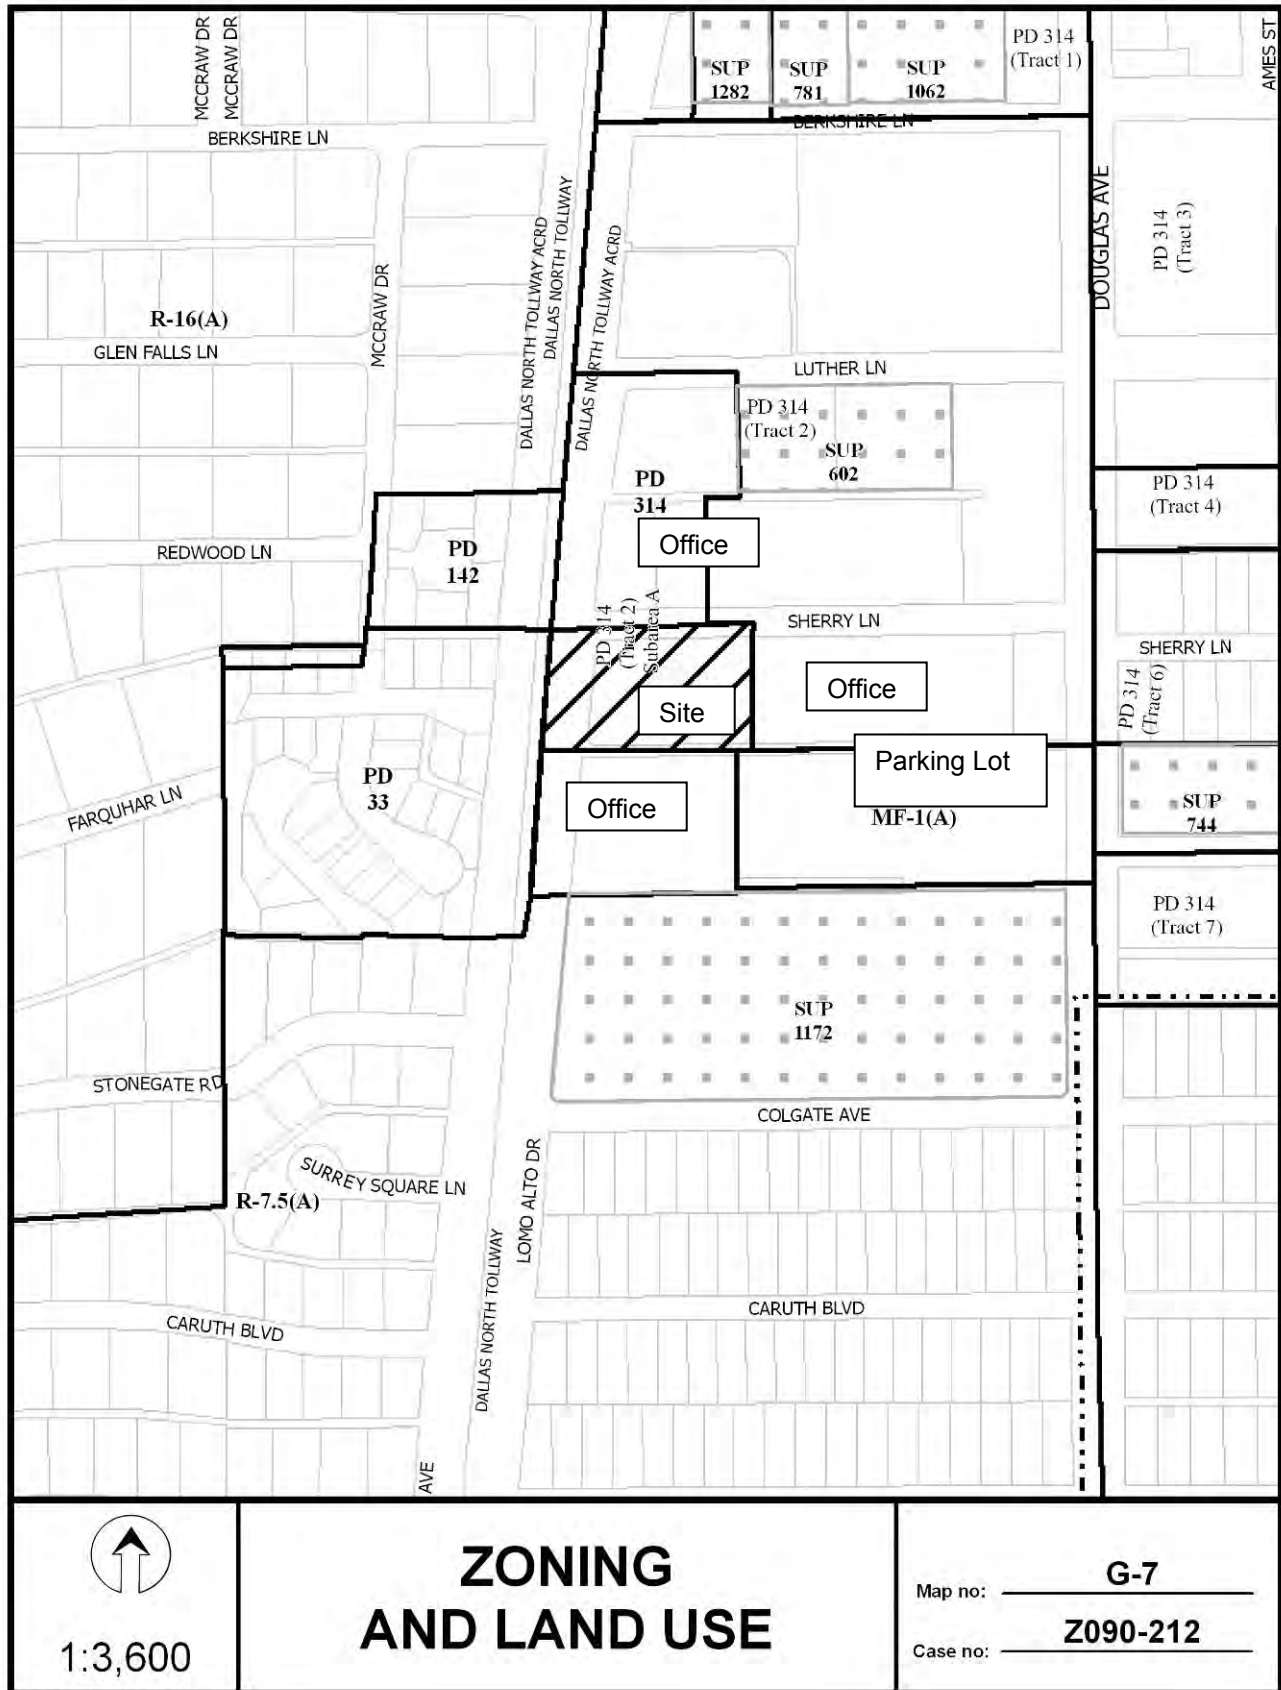 MCCRAW DR
MCCRAW DR
BERKSHIRE LN
SUP
1282
SUP
781
SUP
1062
PD 314
(Tract 1)
AMES ST
BERKSHIRE LN
DALLAS NORTH TOLLWAY ACRD
DALLAS NORTH TOLLWAY
DALLAS NORTH TOLLWAY ACRD
DOUGLAS AVE
PD 314
(Tract 3)
R-16(A)
GLEN FALLS LN
MCCRAW DR
LUTHER LN
PD 314
(Tract 2)
SUP
602
PD
314
PD 314
(Tract 4)
Office
REDWOOD LN
PD
142
PD 314
(Tract 2)
Subarea A
SHERRY LN
SHERRY LN
Site
Office
PD 314
(Tract 6)
Parking Lot
PD
33
FARQUHAR LN
Office
MF-1(A)
SUP
744
PD 314
(Tract 7)
SUP
1172
STONEGATE RD
COLGATE AVE
SURREY SQUARE LN
R-7.5(A)
LOMO ALTO DR
DALLAS NORTH TOLLWAY
CARUTH BLVD
CARUTH BLVD
AVE
1:3,600
ZONING
AND LAND USE
Map no: G-7
Case no: Z090-212